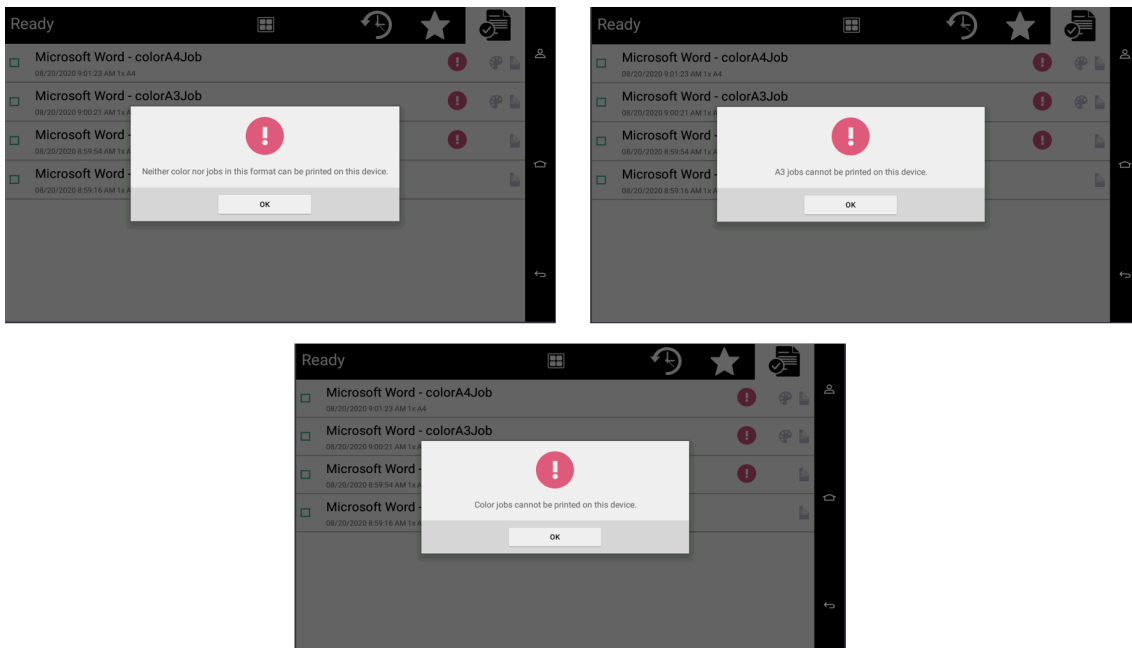 Ready
Microsoft Word - colorA4Job
08/20/2020 9:01:23 AM 1x A4
Microsoft Word - colorA3Job
08/20/2020 9:00:21 AM 1x A
Microsoft Word -
08/20/2020 8:59:54 AM 1x A
Microsoft Word -
08/20/2020 8:59:16 AM 1x A
Neither color nor jobs in this format can be printed on this device.
OK
Ready
Microsoft Word - colorA4Job
08/20/2020 9:01:23 AM 1x A4
Microsoft Word - colorA3Job
08/20/2020 9:00:21 AM 1x A
Microsoft Word -
08/20/2020 8:59:54 AM 1x A
Microsoft Word -
08/20/2020 8:59:16 AM 1x A
A3 jobs cannot be printed on this device.
OK
Ready
Microsoft Word - colorA4Job
08/20/2020 9:01:23 AM 1x A4
Microsoft Word - colorA3Job
08/20/2020 9:00:21 AM 1x A
Microsoft Word -
08/20/2020 8:59:54 AM 1x A
Microsoft Word -
08/20/2020 8:59:16 AM 1x A
Color jobs cannot be printed on this device.
OK